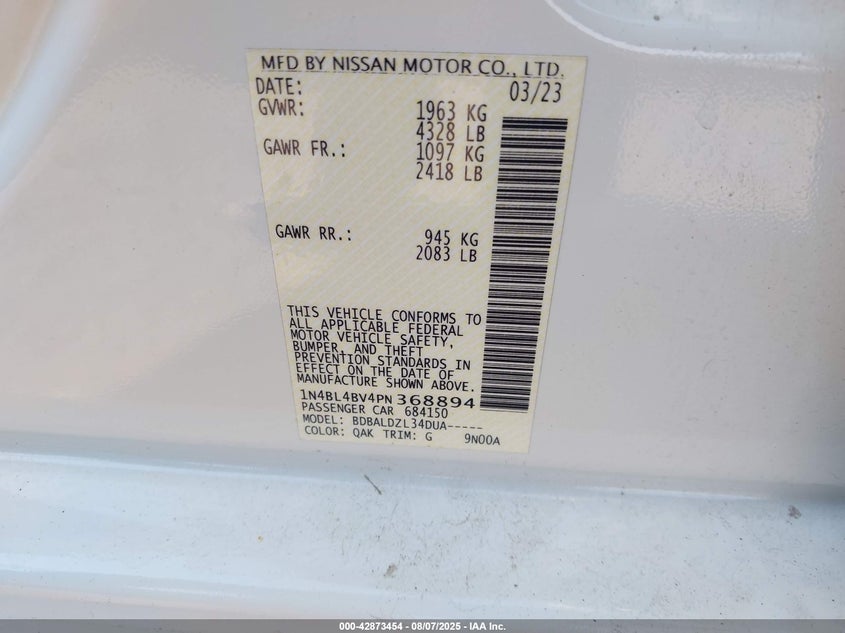 MFD BY NISSAN MOTOR CO., LTD.
DATE: 03/23
GVWR: 1963 KG
4328 LB
GAWR FR.: 1097 KG
2418 LB
GAWR RR.: 945 KG
2083 LB
THIS VEHICLE CONFORMS TO
ALL APPLICABLE FEDERAL
MOTOR VEHICLE SAFETY,
BUMPER, AND THEFT
PREVENTION STANDARDS IN
EFFECT ON THE DATE OF
MANUFACTURE SHOWN ABOVE.
1N4BL4BV4PN368894
PASSENGER CAR 684150
MODEL: BDBALDZL34DUA-----
COLOR: QAK TRIM: G 9N00A
000-42873454 - 08/07/2025 - IAA Inc.